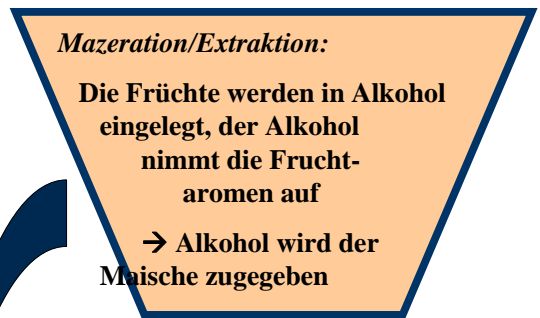 Mazeration/Extraktion:
Die Früchte werden in Alkohol
eingelegt, der Alkohol
nimmt die Frucht-
aromen auf
→ Alkohol wird der
Maische zugegeben